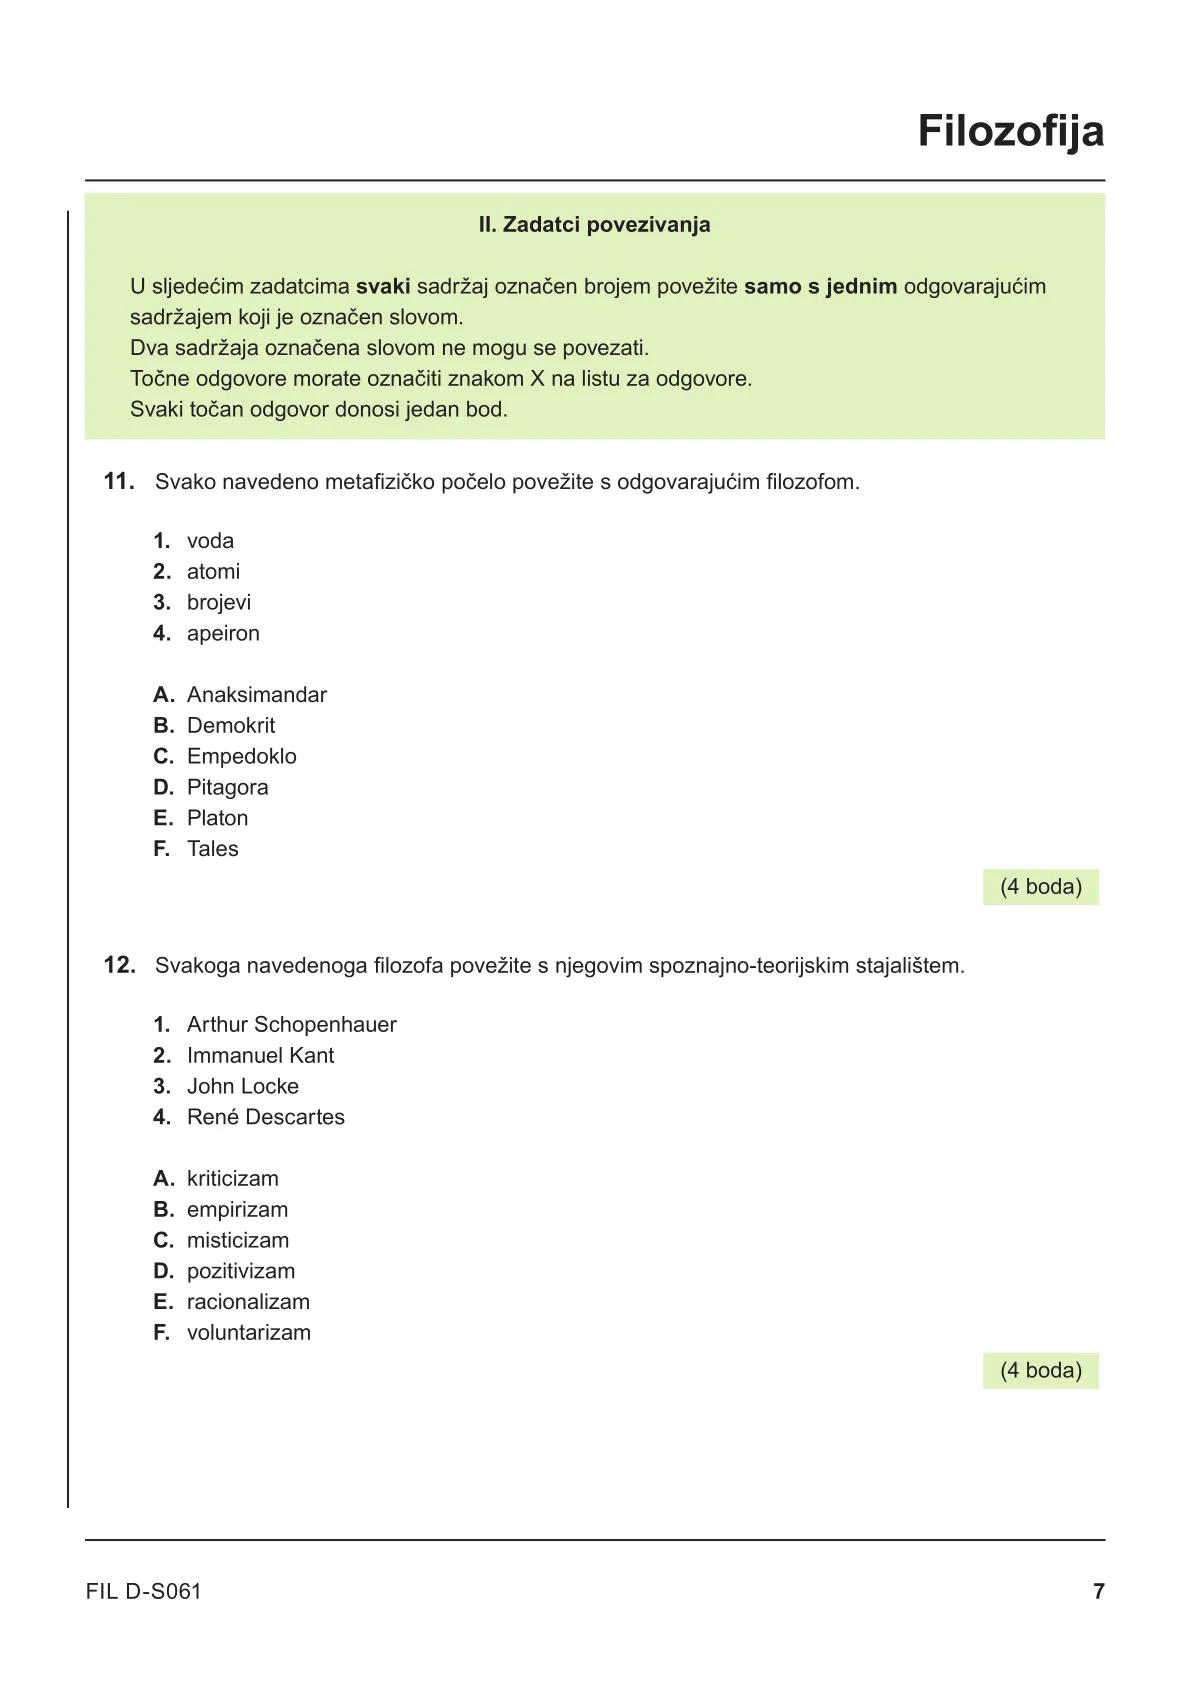 Filozofija
II. Zadatci povezivanja
U sljedećim zadatcima svaki sadržaj označen brojem povežite samo s jednim odgovarajućim
sadržajem koji je označen slovom.
Dva sadržaja označena slovom ne mogu se povezati.
Točne odgovore morate označiti znakom X na listu za odgovore.
Svaki točan odgovor donosi jedan bod.
11. Svako navedeno metafizičko počelo povežite s odgovarajućim filozofom.
1. voda
2. atomi
3. brojevi
4. apeiron
A. Anaksimandar
B. Demokrit
C. Empedoklo
D. Pitagora
E. Platon
F. Tales
(4 boda)
12. Svakoga navedenoga filozofa povežite s njegovim spoznajno-teorijskim stajalištem.
1. Arthur Schopenhauer
2. Immanuel Kant
3. John Locke
4. René Descartes
A. kriticizam
B. empirizam
C. misticizam
D. pozitivizam
E. racionalizam
F. voluntarizam
(4 boda)
FIL D-S061
7